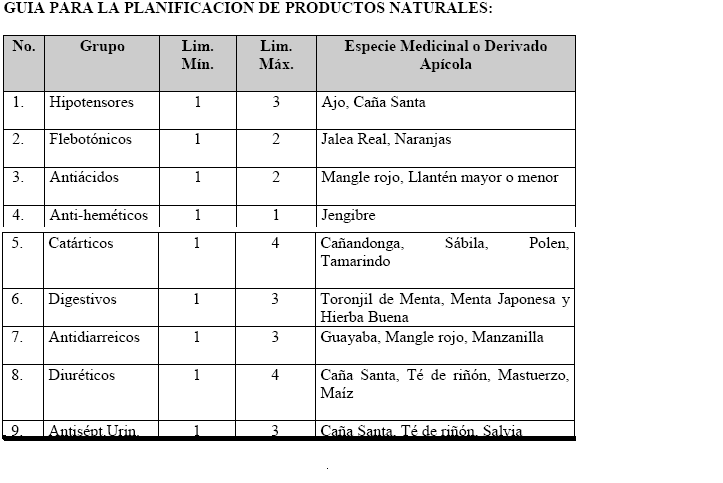 GUIA PARA LA PLANIFICACION DE PRODUCTOS NATURALES:
No. Grupo Lim. Mín. Lim. Máx. Especie Medicinal o Derivado Apícola
1. Hipotensores 1 3 Ajo, Caña Santa
2. Flebotónicos 1 2 Jalea Real, Naranjas
3. Antiácidos 1 2 Mangle rojo, Llantén mayor o menor
4. Anti-heméticos 1 1 Jengibre
5. Catárticos 1 4 Cañandonga, Sábila, Polen,
Tamarindo
6. Digestivos 1 3 Toronjil de Menta, Menta Japonesa y
Hierba Buena
7. Antidiarreicos 1 3 Guayaba, Mangle rojo, Manzanilla
8. Diuréticos 1 4 Caña Santa, Té de riñón, Mastuerzo,
Maíz
9. Antisépt.Urin. 1 3 Caña Santa, Té de riñón, Salvia